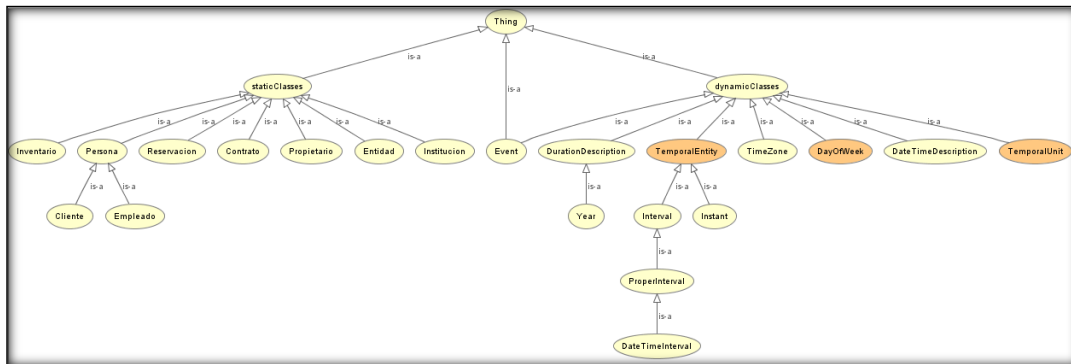 Thing
is-a
is-a
is-a
staticClasses
dynamicClasses
is-a is-a is-a is-a is-a is-a is-a
is-a is-a is-a is-a is-a is-a is-a
Inventario Persona Reservacion Contrato Propietario Entidad Institucion Event DurationDescription TemporalEntity TimeZone DayOfWeek DateTimeDescription TemporalUnit
is-a is-a is-a is-a is-a
Cliente Empleado Year Interval Instant
is-a
ProperInterval
is-a
DateTimeInterval